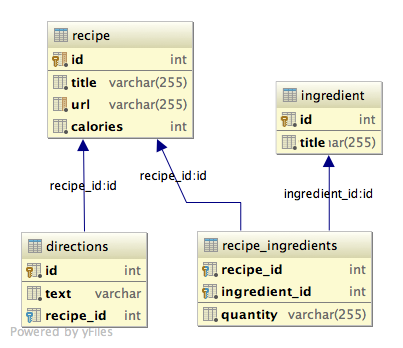 recipe
id int
title varchar(255)
url varchar(255)
calories int
ingredient
id int
title har(255)
recipe_id:id
recipe_id:id
ingredient_id:id
directions
id int
text varchar
recipe_id int
recipe_ingredients
recipe_id int
ingredient_id int
quantity varchar(255)
Powered by yFiles